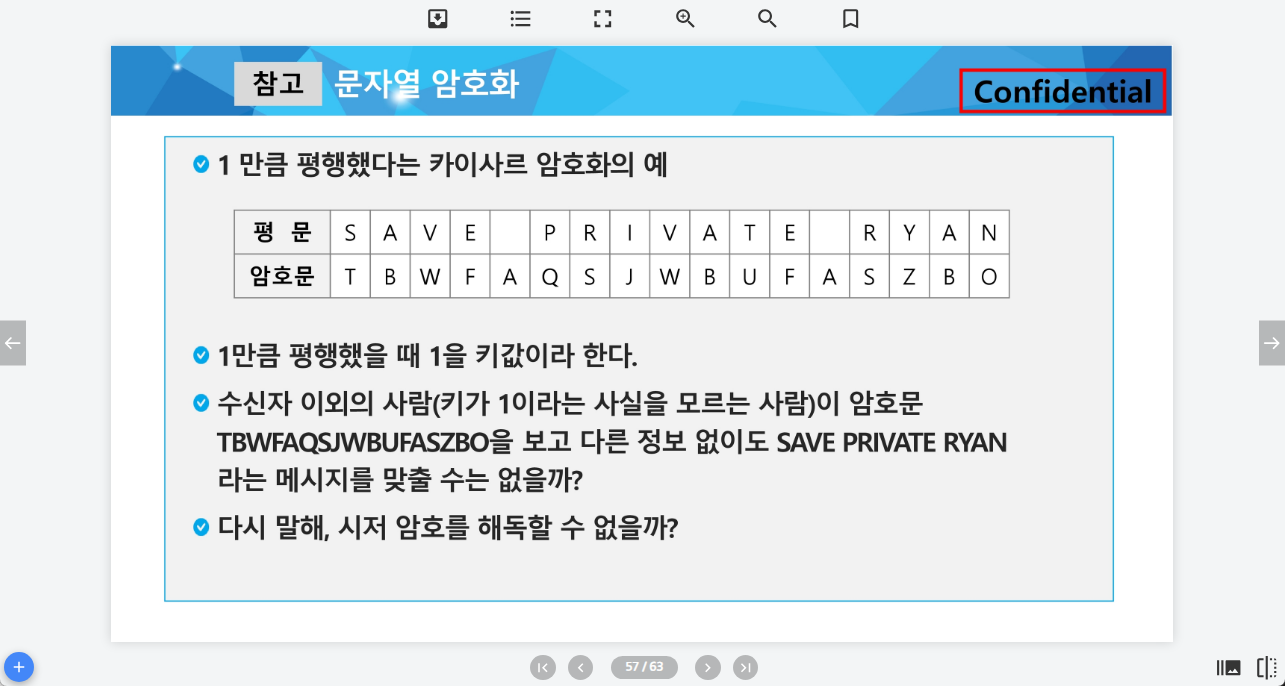 참고 문자열 암호화
Confidential
1 만큼 평행했다는 카이사르 암호화의 예
평 문 S A V E P R I V A T E R Y A N
암호문 T B W F A Q S J W B U F A S Z B O
1만큼 평행했을 때 1을 키값이라 한다.
수신자 이외의 사람(키가 1이라는 사실을 모르는 사람)이 암호문
TBWFAQSJWBUFASZBO을 보고 다른 정보 없이도 SAVE PRIVATE RYAN
라는 메시지를 맞출 수는 없을까?
다시 말해, 시저 암호를 해독할 수 없을까?
57 / 63